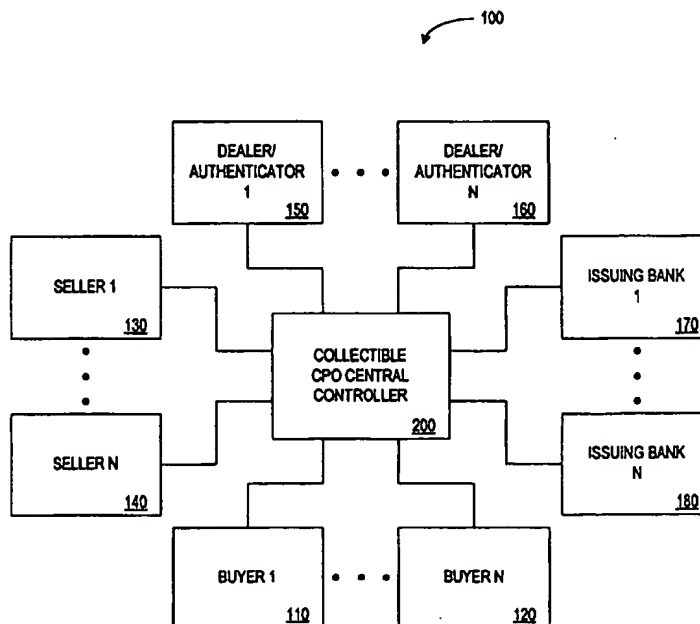 100
DEALER/
AUTHENTICATOR
1
150
DEALER/
AUTHENTICATOR
N
160
SELLER 1
130
ISSUING BANK
1
170
COLLECTIBLE
CPO CENTRAL
CONTROLLER
200
SELLER N
140
ISSUING BANK
N
180
BUYER 1
110
BUYER N
120